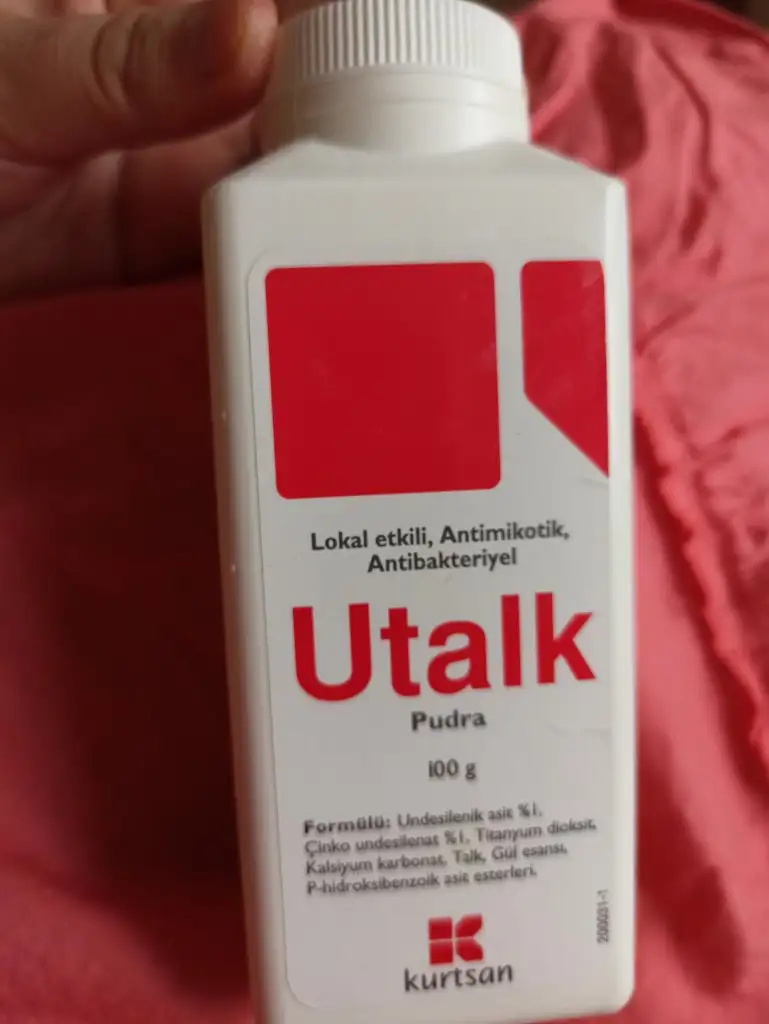 Lokal etkili, Antimikotik,
Antibakteriyel
Utalk
Pudra
100 g
Formülü: Undesilenik asit %1,
Çinko undesilenat %1, Titanyum dioksit,
Kalsiyum karbonat, Talk, Gül esansı,
P-hidroksibenzoik asit esterleri.
200031-1
kurtsan